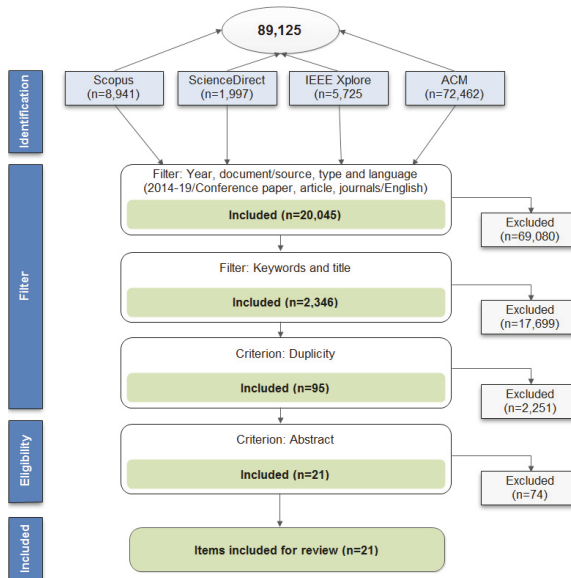 89,125
Identification
Scopus
(n=8,941)
ScienceDirect
(n=1,997)
IEEE Xplore
(n=5,725
ACM
(n=72,462)
Filter
Filter: Year, document/source, type and language
(2014-19/Conference paper, article, journals/English)
Included (n=20,045)
Excluded
(n=69,080)
Filter: Keywords and title
Included (n=2,346)
Excluded
(n=17,699)
Criterion: Duplicity
Included (n=95)
Excluded
(n=2,251)
Eligibility
Criterion: Abstract
Included (n=21)
Excluded
(n=74)
Included
Items included for review (n=21)